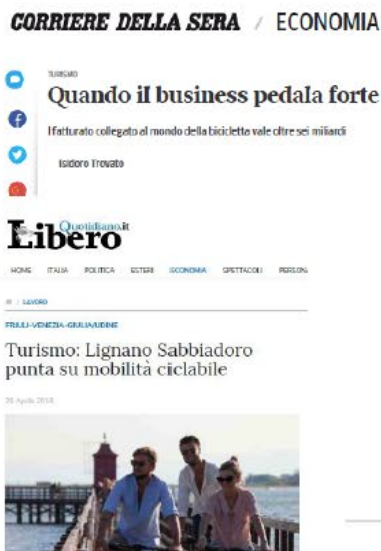 CORRIERE DELLA SERA / ECONOMIA
TURISMO
Quando il business pedala forte
I fatturato collegato al mondo della bicicletta vale oltre sei miliardi
Isidoro Trovato
Libero Quotidiano.it
HOME ITALIA POLITICA ESTERI ECONOMIA SPETTACOLI PERSON
/ LAVORO
FRIULI-VENEZIA-GIULIA/UDINE
Turismo: Lignano Sabbiadoro
punta su mobilità ciclabile
Aprile 2018